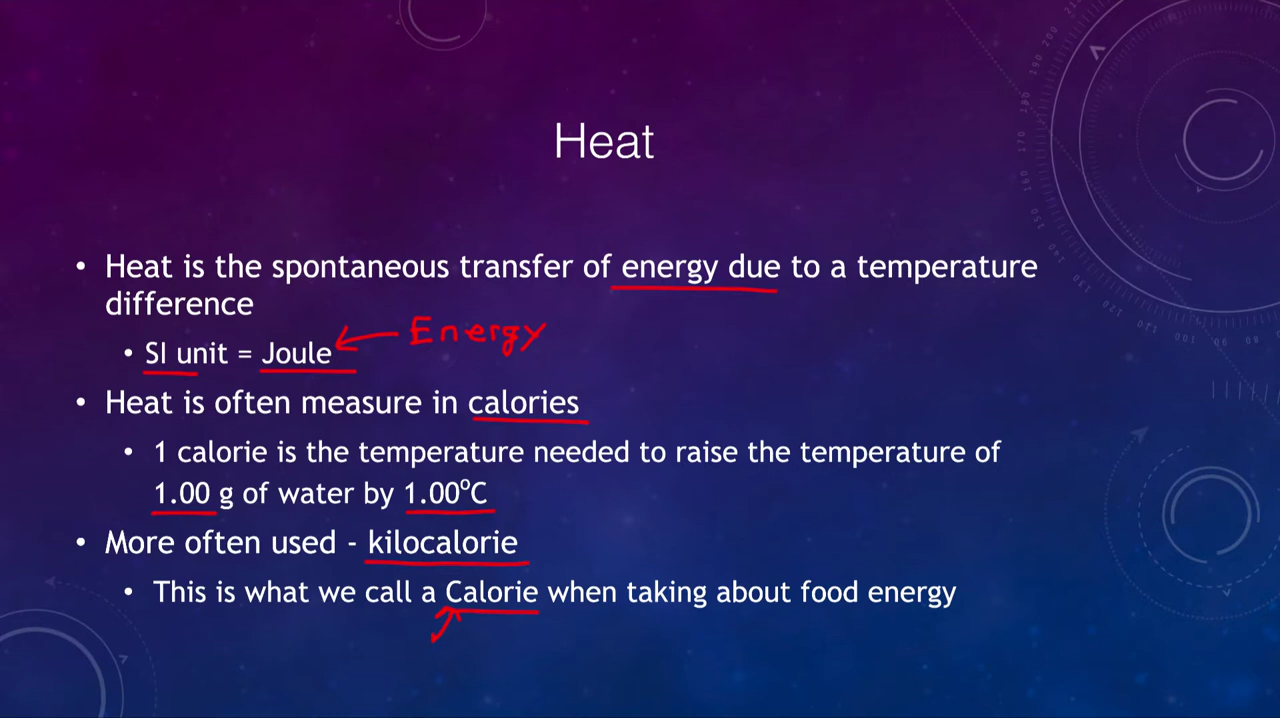 Heat
• Heat is the spontaneous transfer of energy due to a temperature
difference
• SI unit = Joule ← Energy
• Heat is often measure in calories
• 1 calorie is the temperature needed to raise the temperature of
1.00 g of water by 1.00°C
• More often used - kilocalorie
• This is what we call a Calorie when taking about food energy